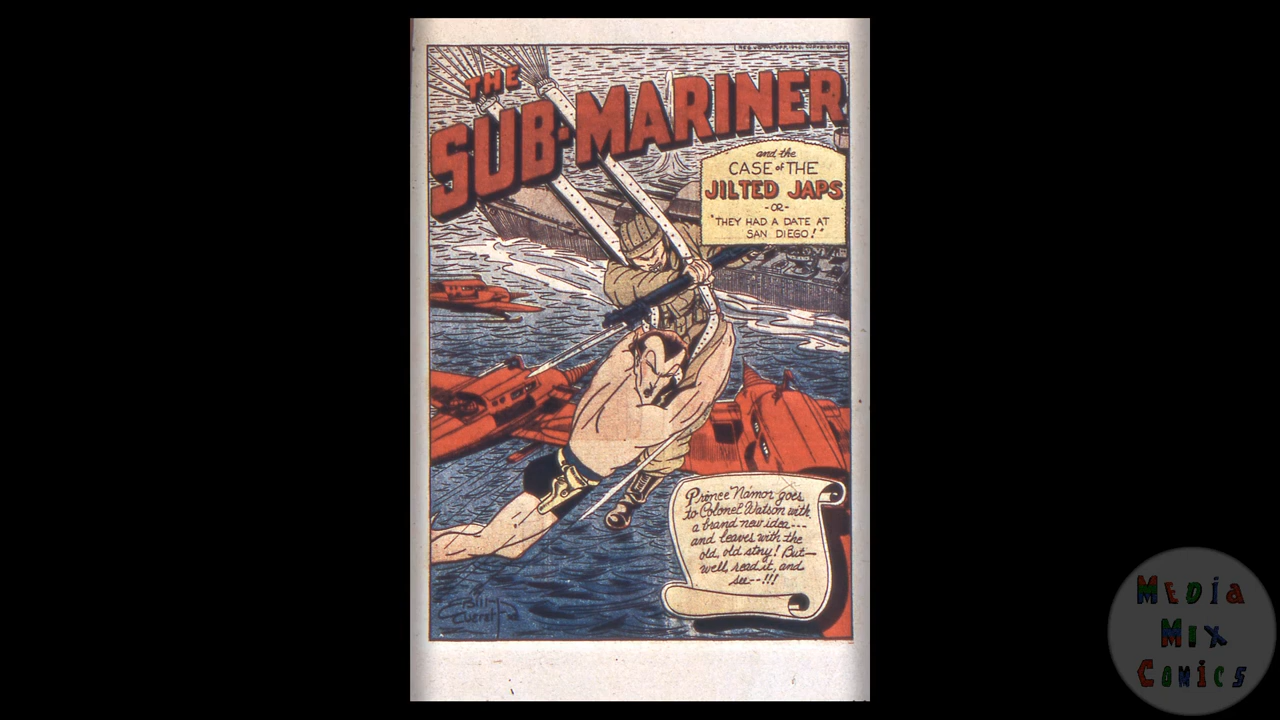 THE
SUB-MARINER
and the
CASE of THE
JILTED JAPS
-OR-
"THEY HAD A DATE AT
SAN DIEGO!"
Prince Namor goes
to Colonel Watson with
a brand new idea---
and leaves with the
old, old story! But—
well, read it, and
see--!!!
Bill
Everett
MEDiA
MIX
COMiCS